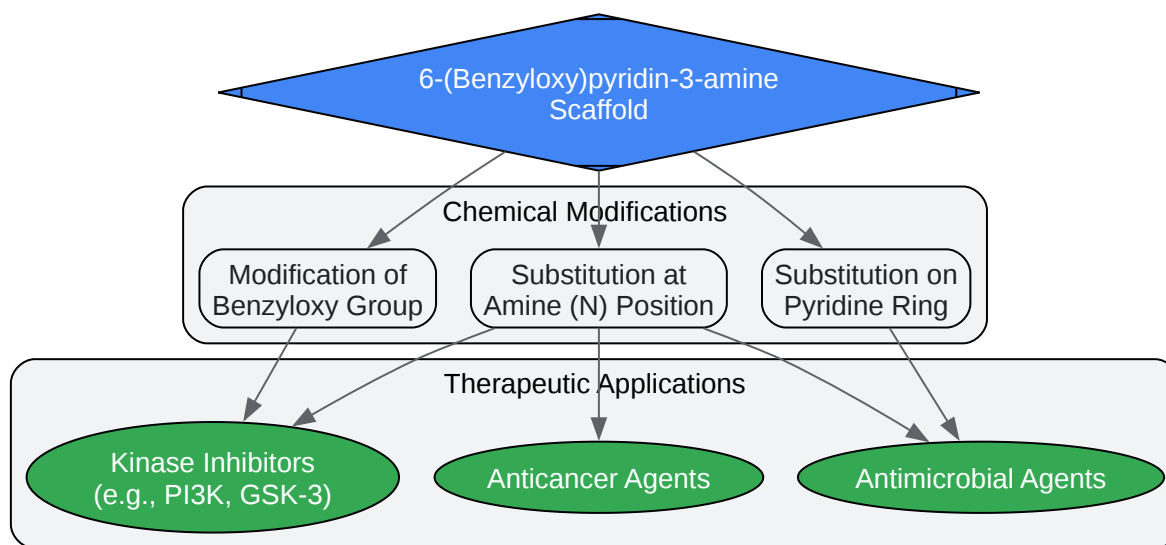 6-(Benzyloxy)pyridin-3-amine
Scaffold
Chemical Modifications
Modification of
Benzyloxy Group
Substitution at
Amine (N) Position
Substitution on
Pyridine Ring
Therapeutic Applications
Kinase Inhibitors
(e.g., PI3K, GSK-3)
Anticancer Agents
Antimicrobial Agents